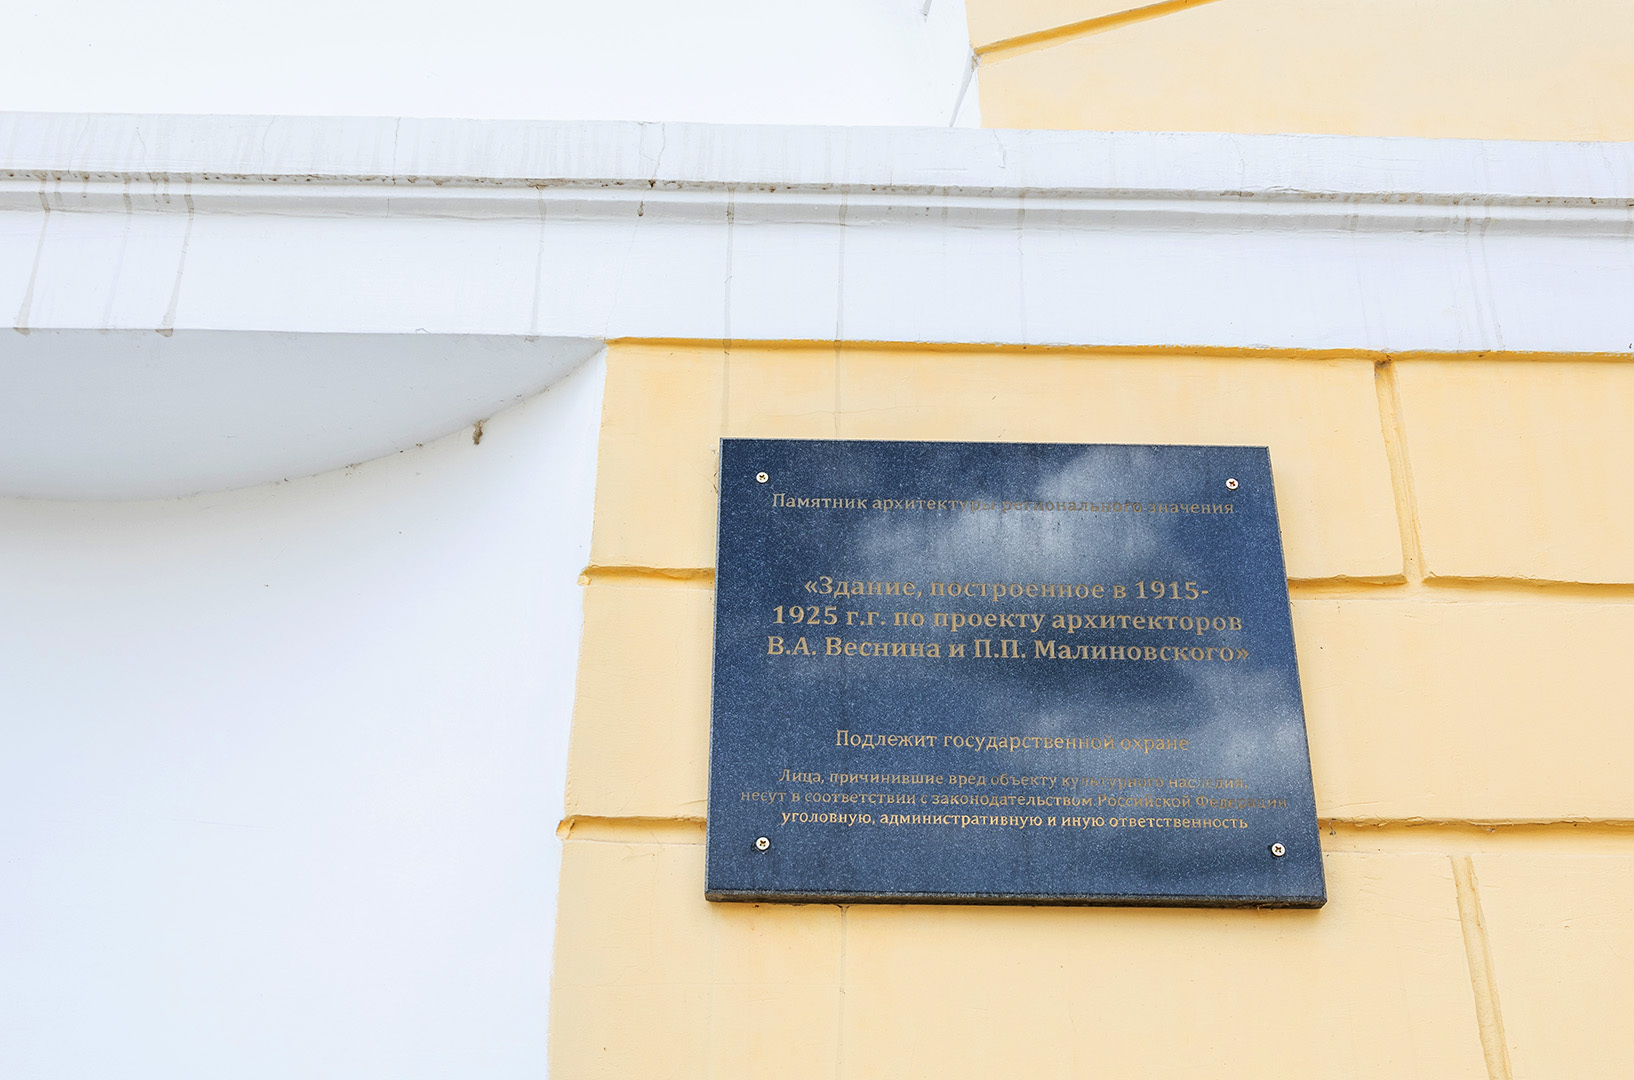 Памятник архитектуры регионального значения
«Здание, построенное в 1915-
1925 г.г. по проекту архитекторов
В.А. Веснина и П.П. Малиновского»
Подлежит государственной охране
Лица, причинившие вред объекту культурного наследия,
несут в соответствии с законодательством Российской Федерации
уголовную, административную и иную ответственность